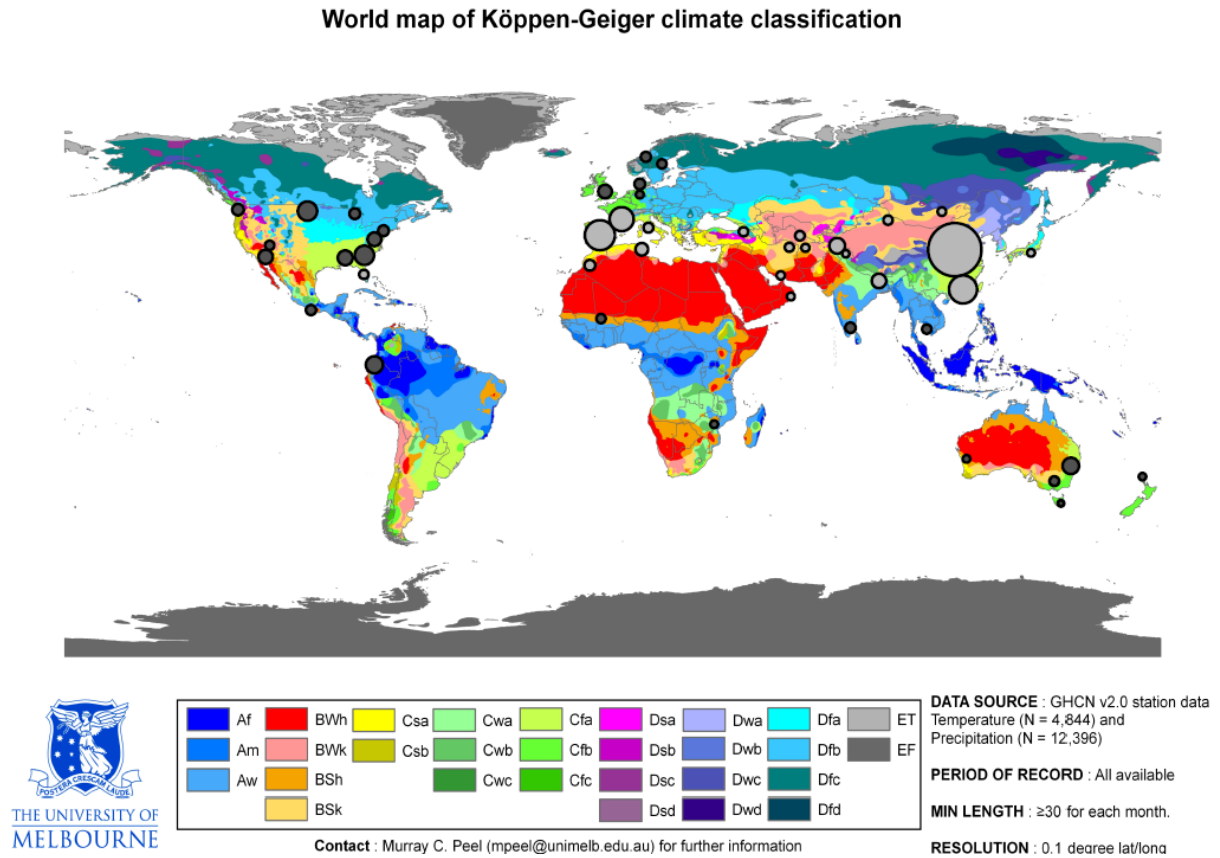 World map of Köppen-Geiger climate classification
Af
BWh
Csa
Cwa
Cfa
Dsa
Dwa
Dfa
ET
Am
BWk
Csb
Cwb
Cfb
Dsb
Dwb
Dfb
EF
Aw
BSh
Cwc
Cfc
Dsc
Dwc
Dfc
BSk
Dsd
Dwd
Dfd
DATA SOURCE : GHCN v2.0 station data
Temperature (N = 4,844) and
Precipitation (N = 12,396)
PERIOD OF RECORD : All available
MIN LENGTH : ≥30 for each month.
RESOLUTION : 0.1 degree lat/long
POSTERA CRESCAM LAUDE
THE UNIVERSITY OF
MELBOURNE
Contact : Murray C. Peel (mpeel@unimelb.edu.au) for further information